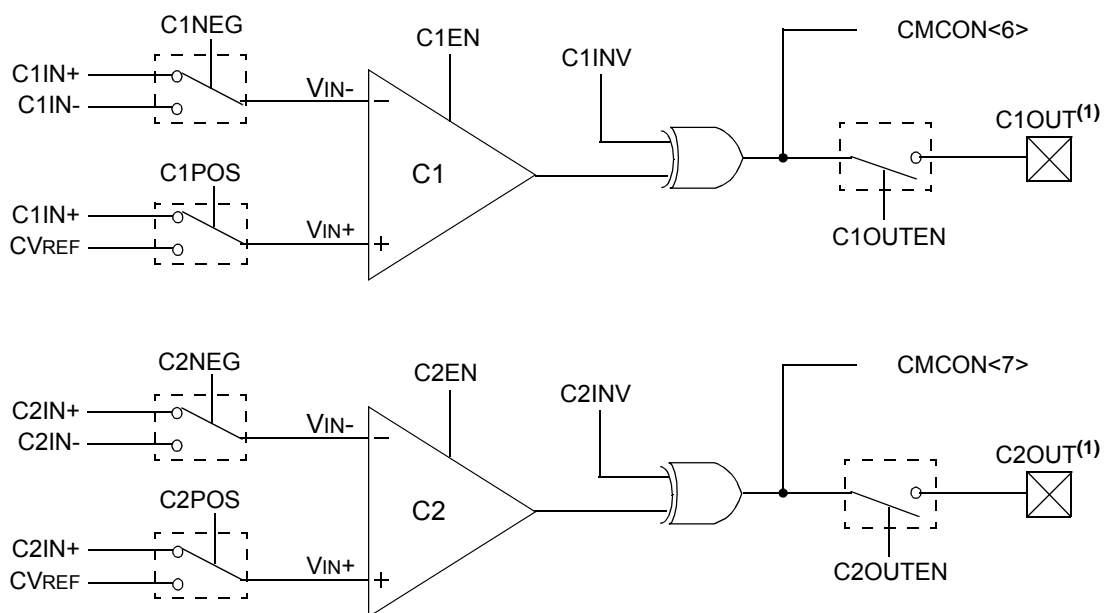 C1NEG
C1EN
CMCON<6>
C1IN+
C1IN-
C1INV
VIN-
–
C1OUT(1)
C1POS
C1
C1IN+
CVREF
VIN+
+
C1OUTEN
C2NEG
C2EN
CMCON<7>
C2IN+
C2IN-
C2INV
VIN-
–
C2OUT(1)
C2POS
C2
C2IN+
CVREF
VIN+
+
C2OUTEN